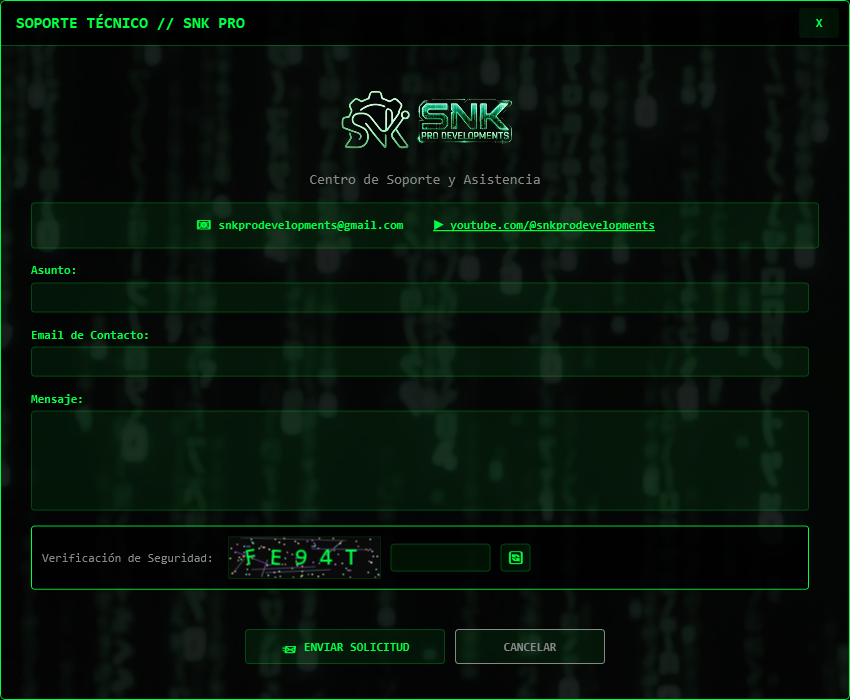 SOPORTE TÉCNICO // SNK PRO
X
SNK
SNK
PRO DEVELOPMENTS
Centro de Soporte y Asistencia
snkprodevelopments@gmail.com
youtube.com/@snkprodevelopments
Asunto:
Email de Contacto:
Mensaje:
Verificación de Seguridad:
FE94T
ENVIAR SOLICITUD
CANCELAR